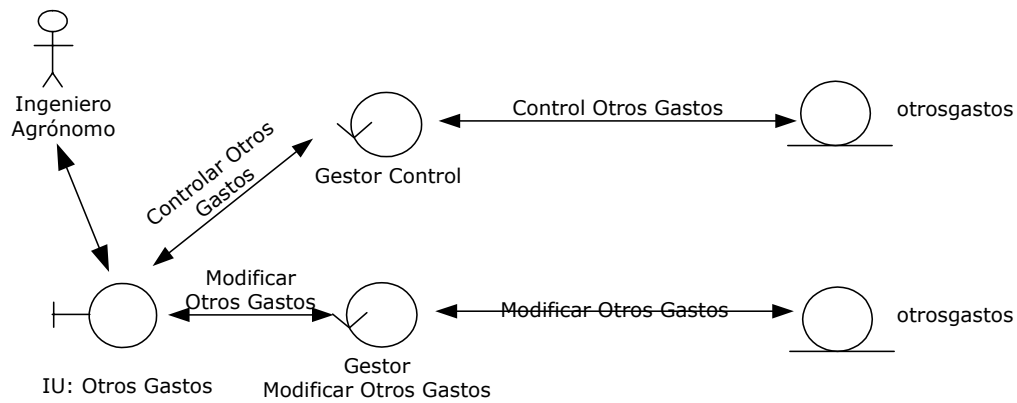 Ingeniero
Agrónomo
Control Otros Gastos
otrosgastos
Controlar Otros
Gastos
Gestor Control
Modificar
Otros Gastos
Modificar Otros Gastos
otrosgastos
IU: Otros Gastos
Gestor
Modificar Otros Gastos